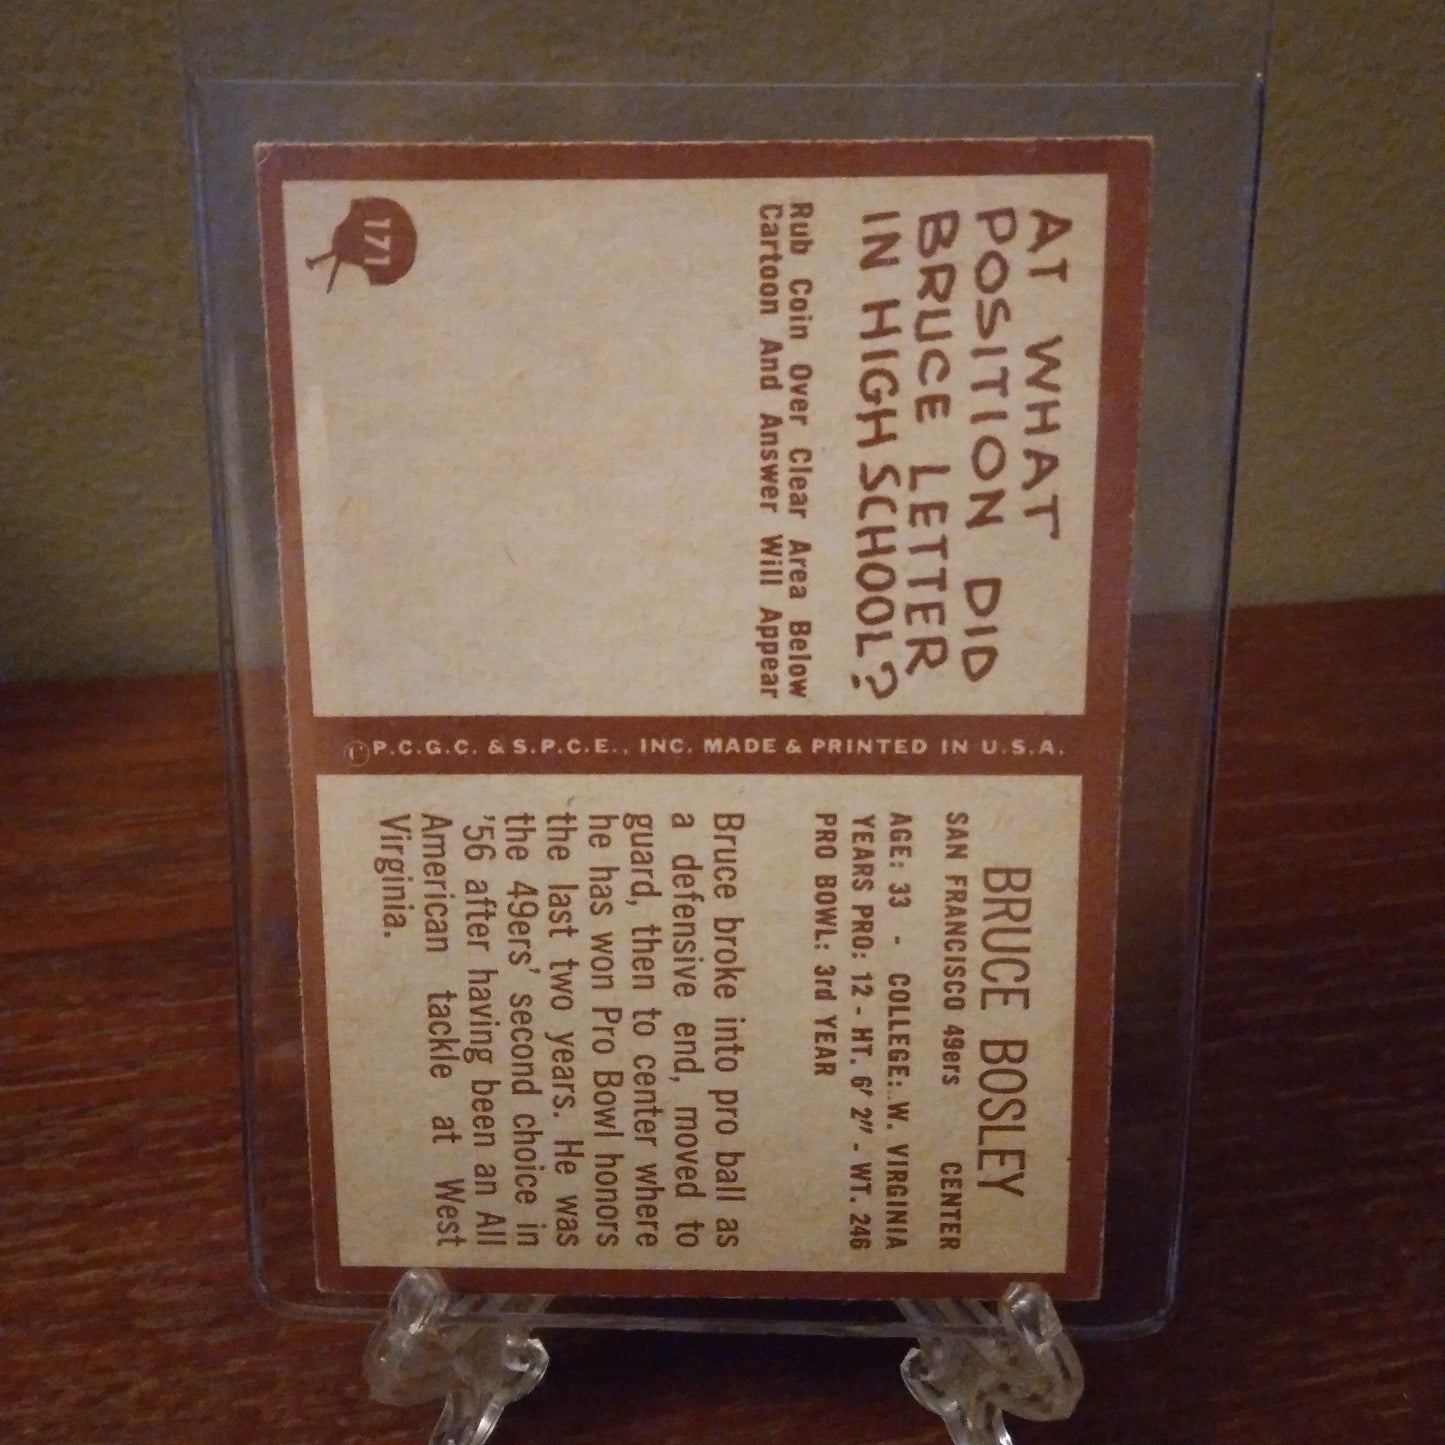 AT WHAT
POSITION DID
BRUCE LETTER
IN HIGH SCHOOL?
Rub Coin Over Clear Area Below
Cartoon And Answer Will Appear
171
P.C.G.C. & S.P.C.E., INC. MADE & PRINTED IN U.S.A.
BRUCE BOSLEY
SAN FRANCISCO 49ers CENTER
AGE: 33 - COLLEGE: W. VIRGINIA
YEARS PRO: 12 - HT. 6' 2" - WT. 246
PRO BOWL: 3rd YEAR
Bruce broke into pro ball as
a defensive end, moved to
guard, then to center where
he has won Pro Bowl honors
the last two years. He was
the 49ers' second choice in
'56 after having been an All
American tackle at West
Virginia.